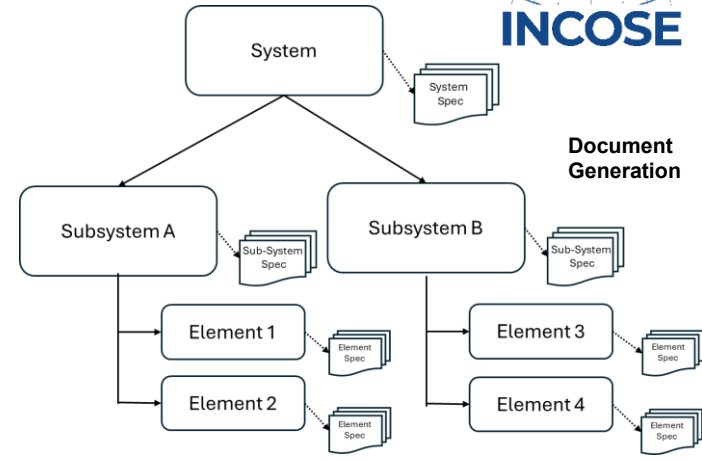 INCOSE
System
System
Spec
Document
Generation
Subsystem A
Sub-System
Spec
Subsystem B
Sub-System
Spec
Element 1
Element
Spec
Element 3
Element
Spec
Element 2
Element
Spec
Element 4
Element
Spec